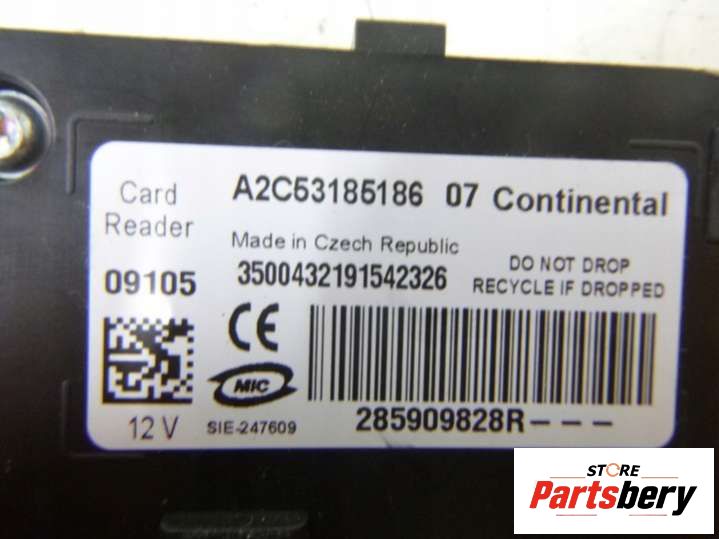 Card
Reader
A2C53185186 07 Continental
Made in Czech Republic
09105
3500432191542326
DO NOT DROP
RECYCLE IF DROPPED
CE
MIC
12 V
SIE-247609
285909828R---
STORE
Partsbery